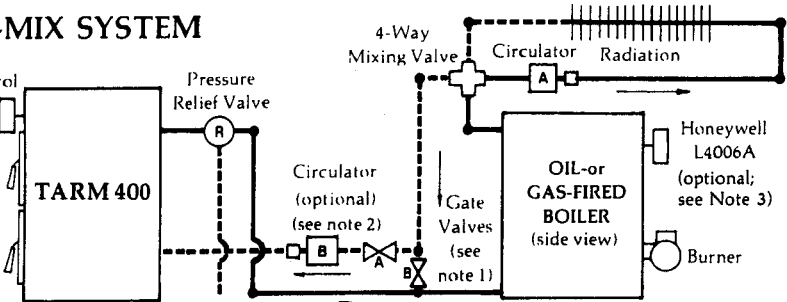 -MIX SYSTEM
4-Way
Mixing Valve
Circulator
A
Radiation
Pressure
Relief Valve
R
TARM 400
Circulator
(optional)
(see note 2)
B
A
Gate
Valves
(see
note 1)
B
OIL-or
GAS-FIRED
BOILER
(side view)
Honeywell
L4006A
(optional;
see Note 3)
Burner